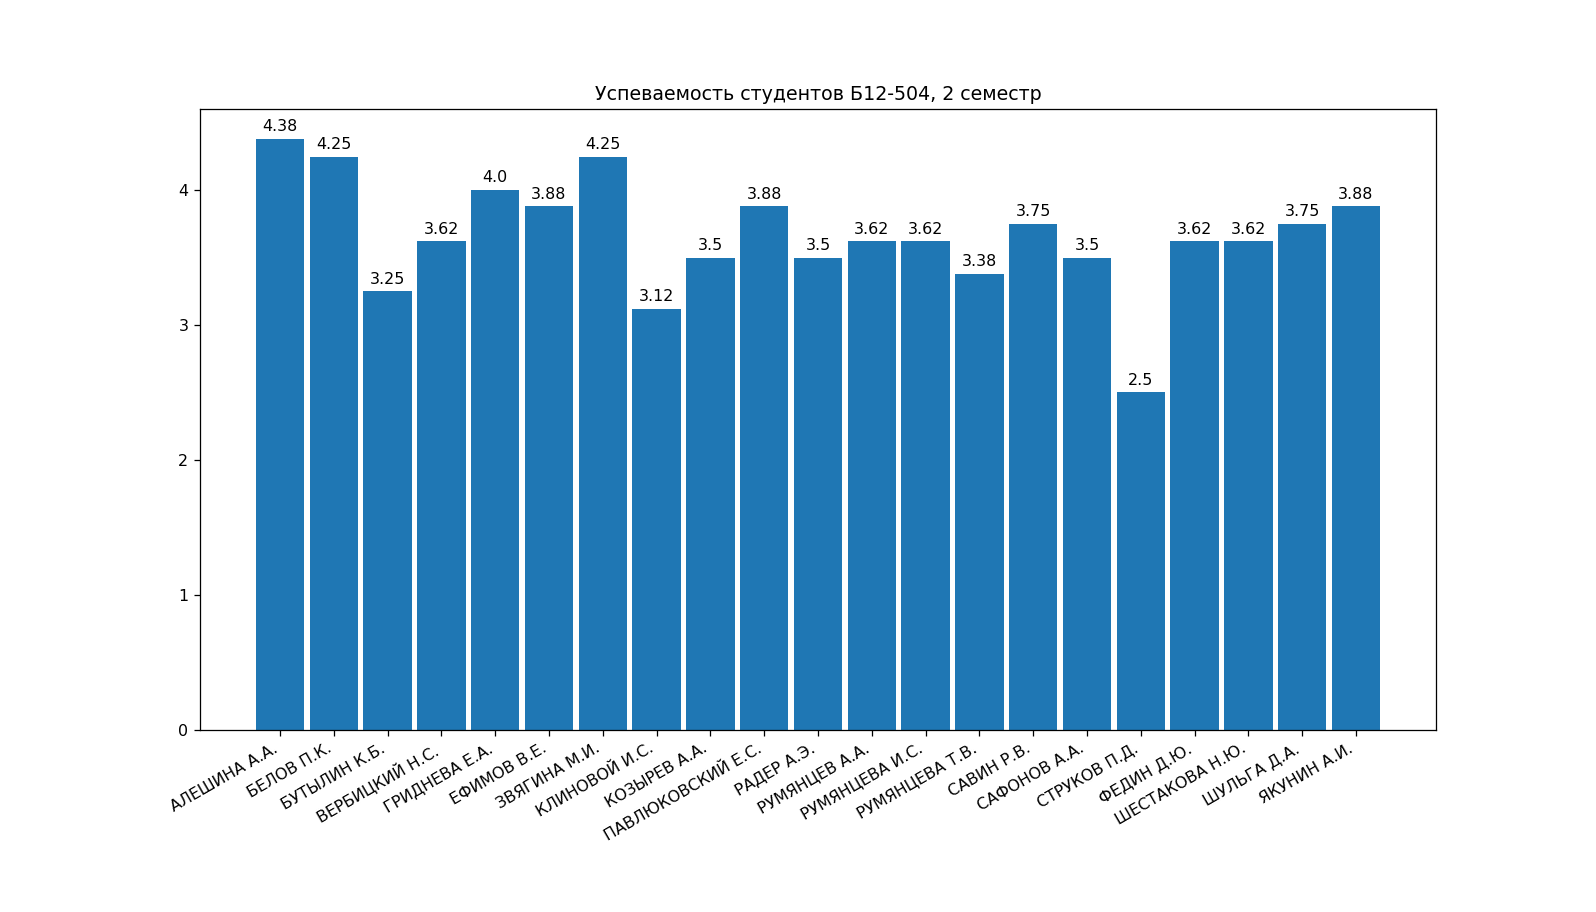 Успеваемость студентов Б12-504, 2 семестр
4.38
4.25
3.25
3.62
4.0
3.88
4.25
3.12
3.5
3.88
3.5
3.62
3.62
3.38
3.75
3.5
2.5
3.62
3.62
3.75
3.88
4
3
2
1
0
АЛЕШИНА А.А.
БЕЛОВ П.К.
БУТЫЛИН К.Б.
ВЕРБИЦКИЙ Н.С.
ГРИДНЕВА Е.А.
ЕФИМОВ В.Е.
ЗВЯГИНА М.И.
КЛИНОВОЙ И.С.
КОЗЫРЕВ А.А.
ПАВЛЮКОВСКИЙ Е.С.
РАДЕР А.Э.
РУМЯНЦЕВ А.А.
РУМЯНЦЕВА И.С.
РУМЯНЦЕВА Т.В.
САВИН Р.В.
САФОНОВ А.А.
СТРУКОВ П.Д.
ФЕДИН Д.Ю.
ШЕСТАКОВА Н.Ю.
ШУЛЬГА Д.А.
ЯКУНИН А.И.